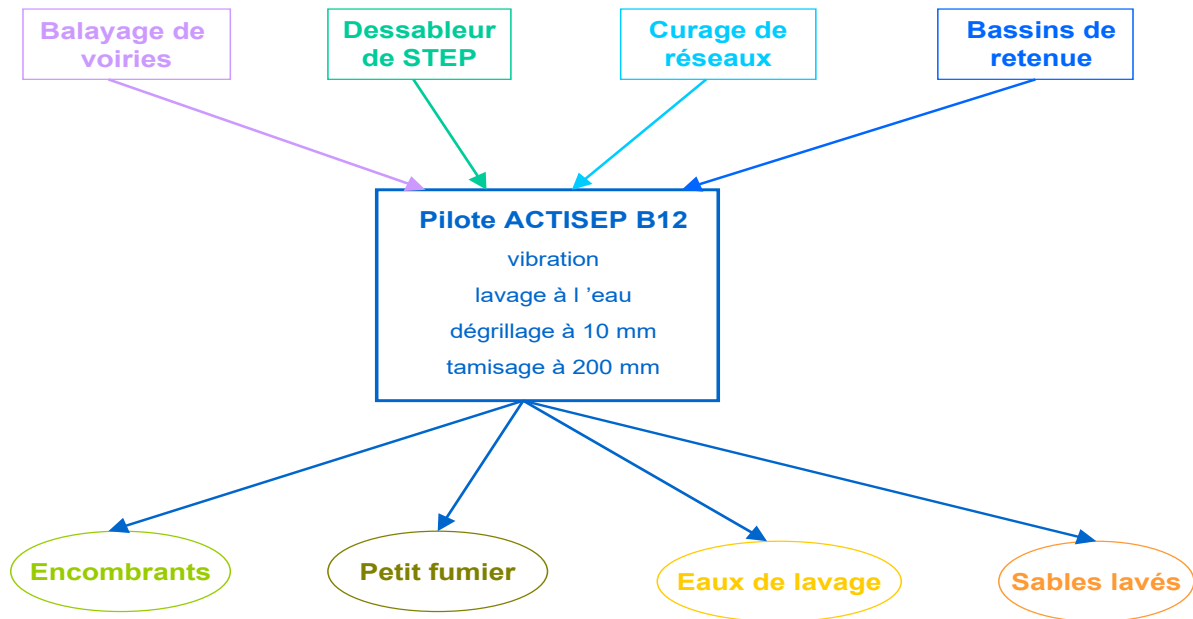 Balayage de
voiries
Dessableur
de STEP
Curage de
réseaux
Bassins de
retenue
Pilote ACTISEP B12
vibration
lavage à l ’eau
dégrillage à 10 mm
tamisage à 200 mm
Encombrants
Petit fumier
Eaux de lavage
Sables lavés